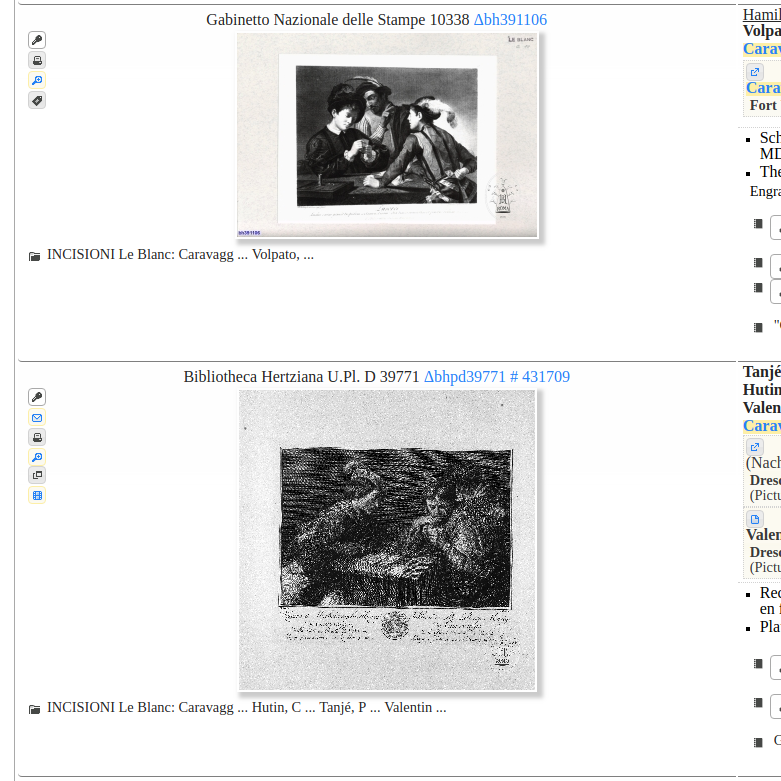 Gabinetto Nazionale delle Stampe 10338 Δbh391106
LE BLANC
bh391106
INCISIONI Le Blanc: Caravagg ... Volpato, ...
Bibliotheca Hertziana U.Pl. D 39771 Δbhpd39771 # 431709
INCISIONI Le Blanc: Caravagg ... Hutin, C ... Tanjé, P ... Valentin ...
Hamil
Volpa
Carav
Cara
Fort
Sch
MD
The
Engra
"C
Tanjé
Hutin
Valen
Carav
(Nach
Dresd
(Pictu
Valen
Dresd
(Pictu
Rec
en f
Pla
G